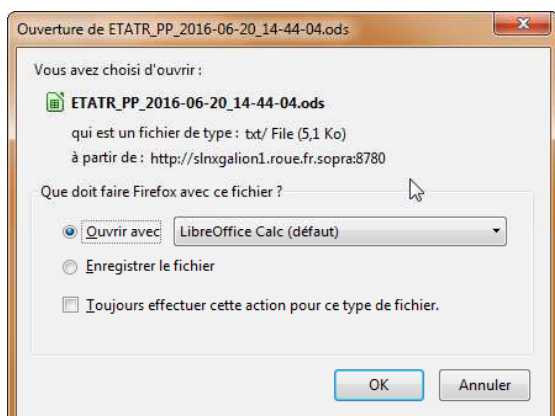 Ouverture de ETATR_PP_2016-06-20_14-44-04.ods
Vous avez choisi d'ouvrir :
ETATR_PP_2016-06-20_14-44-04.ods
qui est un fichier de type : txt/ File (5,1 Ko)
à partir de : http://slnxgalion1.roue.fr.sopra:8780
Que doit faire Firefox avec ce fichier ?
Ouvrir avec LibreOffice Calc (défaut)
Enregistrer le fichier
Toujours effectuer cette action pour ce type de fichier.
OK Annuler